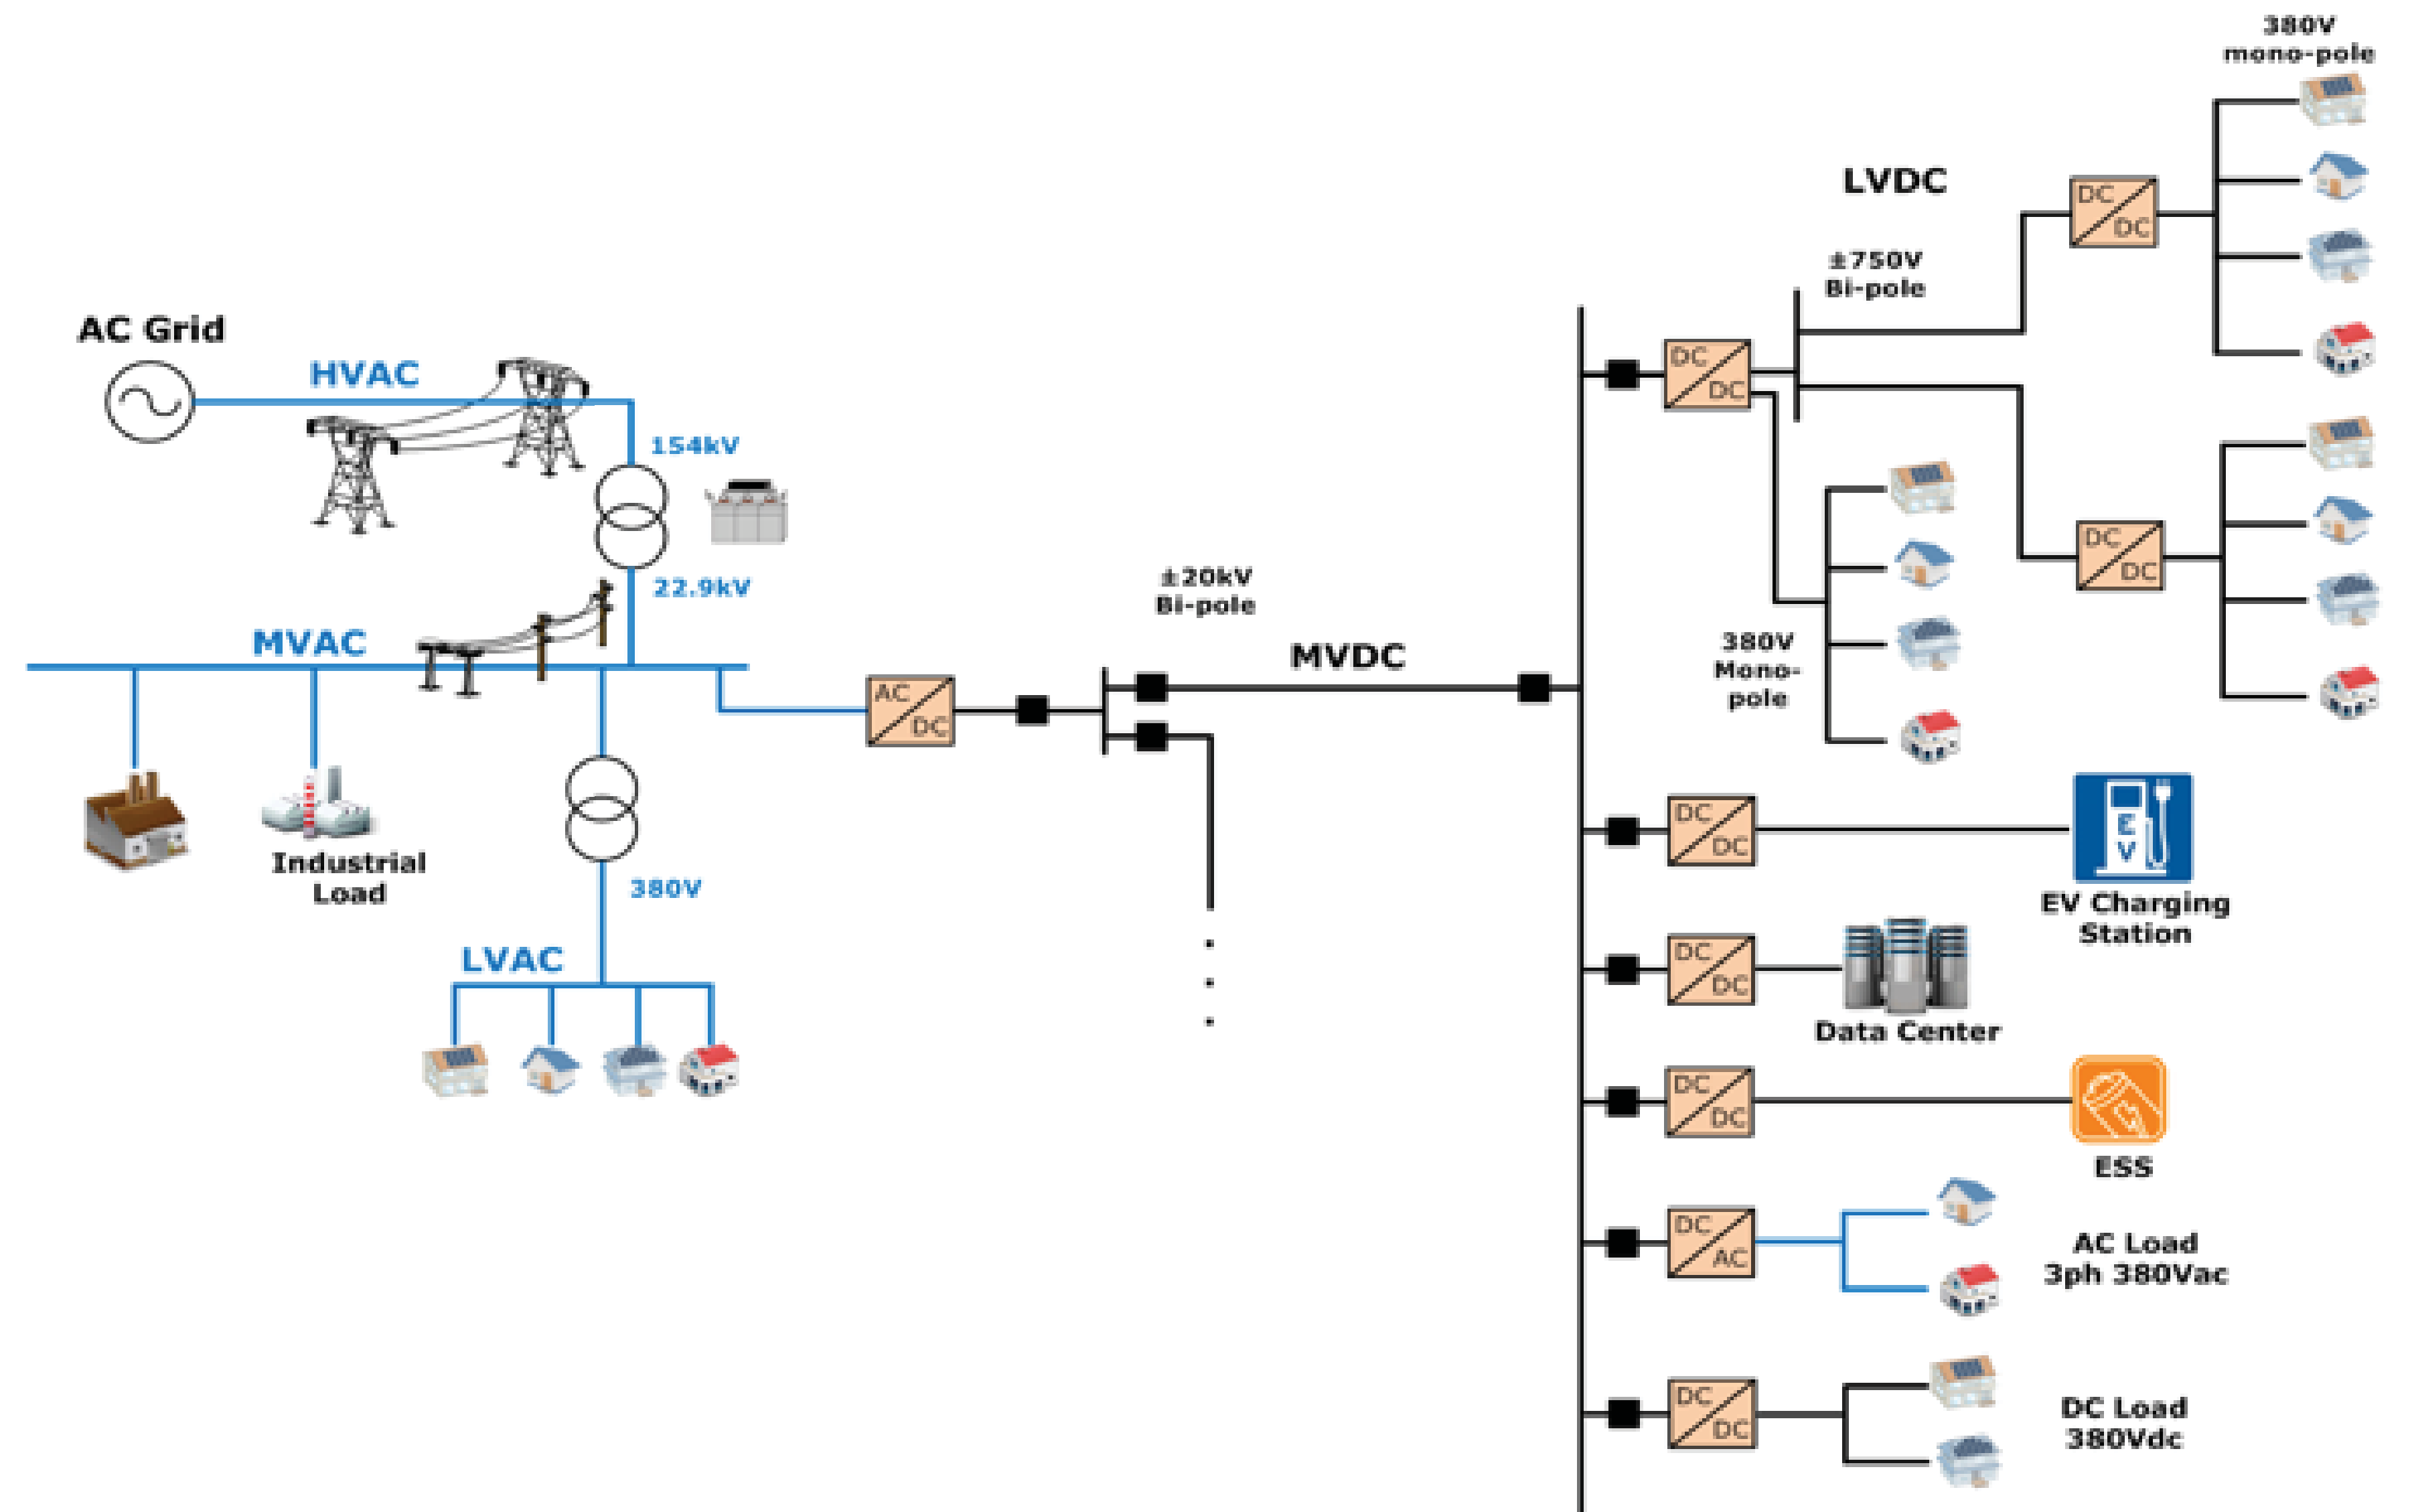 380V
mono-pole
LVDC
DC
DC
±750V
Bi-pole
AC Grid
HVAC
154kV
22.9kV
MVAC
±20kV
Bi-pole
MVDC
AC
DC
DC
DC
380V
Mono-
pole
DC
DC
Industrial
Load
380V
LVAC
DC
DC
E
V
EV Charging
Station
DC
DC
Data Center
DC
DC
ESS
DC
AC
AC Load
3ph 380Vac
DC
DC
DC Load
380Vdc